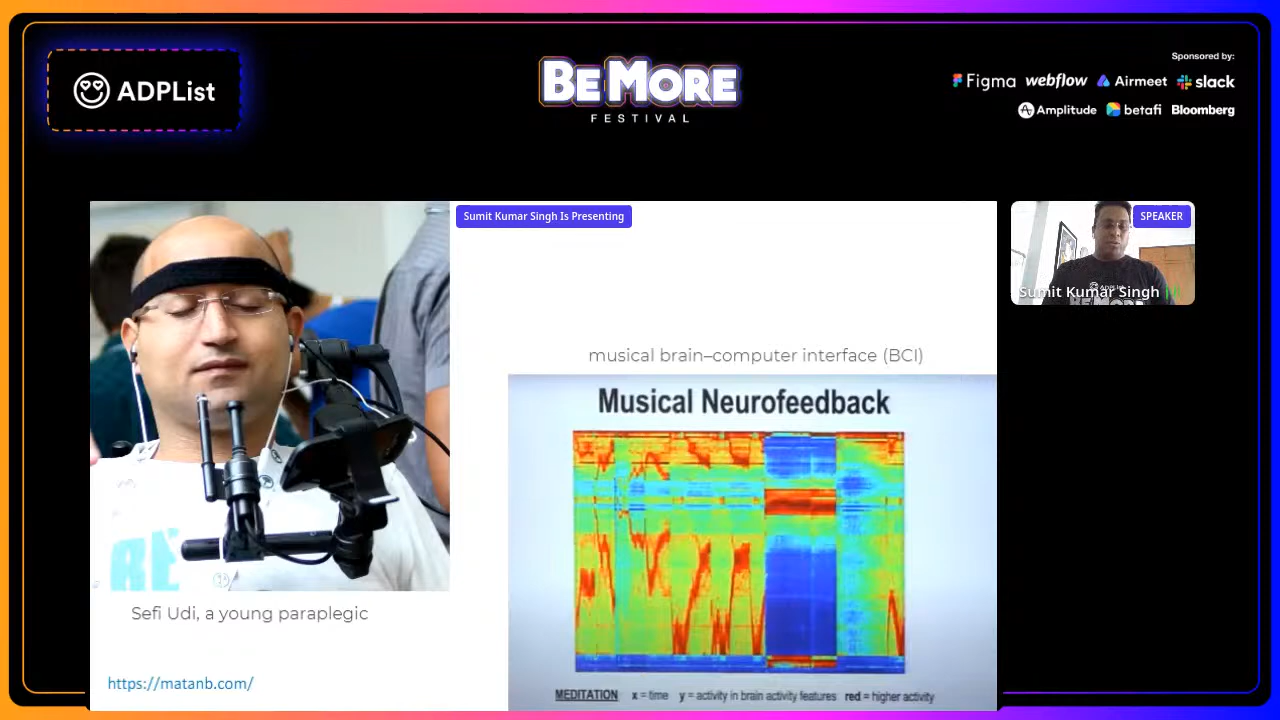 ADPList
BE MORE
FESTIVAL
Sponsored by:
Figma webflow Airmeet slack
Amplitude betafi Bloomberg
Sumit Kumar Singh Is Presenting
SPEAKER
Sumit Kumar Singh
musical brain–computer interface (BCI)
Musical Neurofeedback
MEDITATION x = time y = activity in brain activity features red = higher activity
Sefi Udi, a young paraplegic
https://matanb.com/